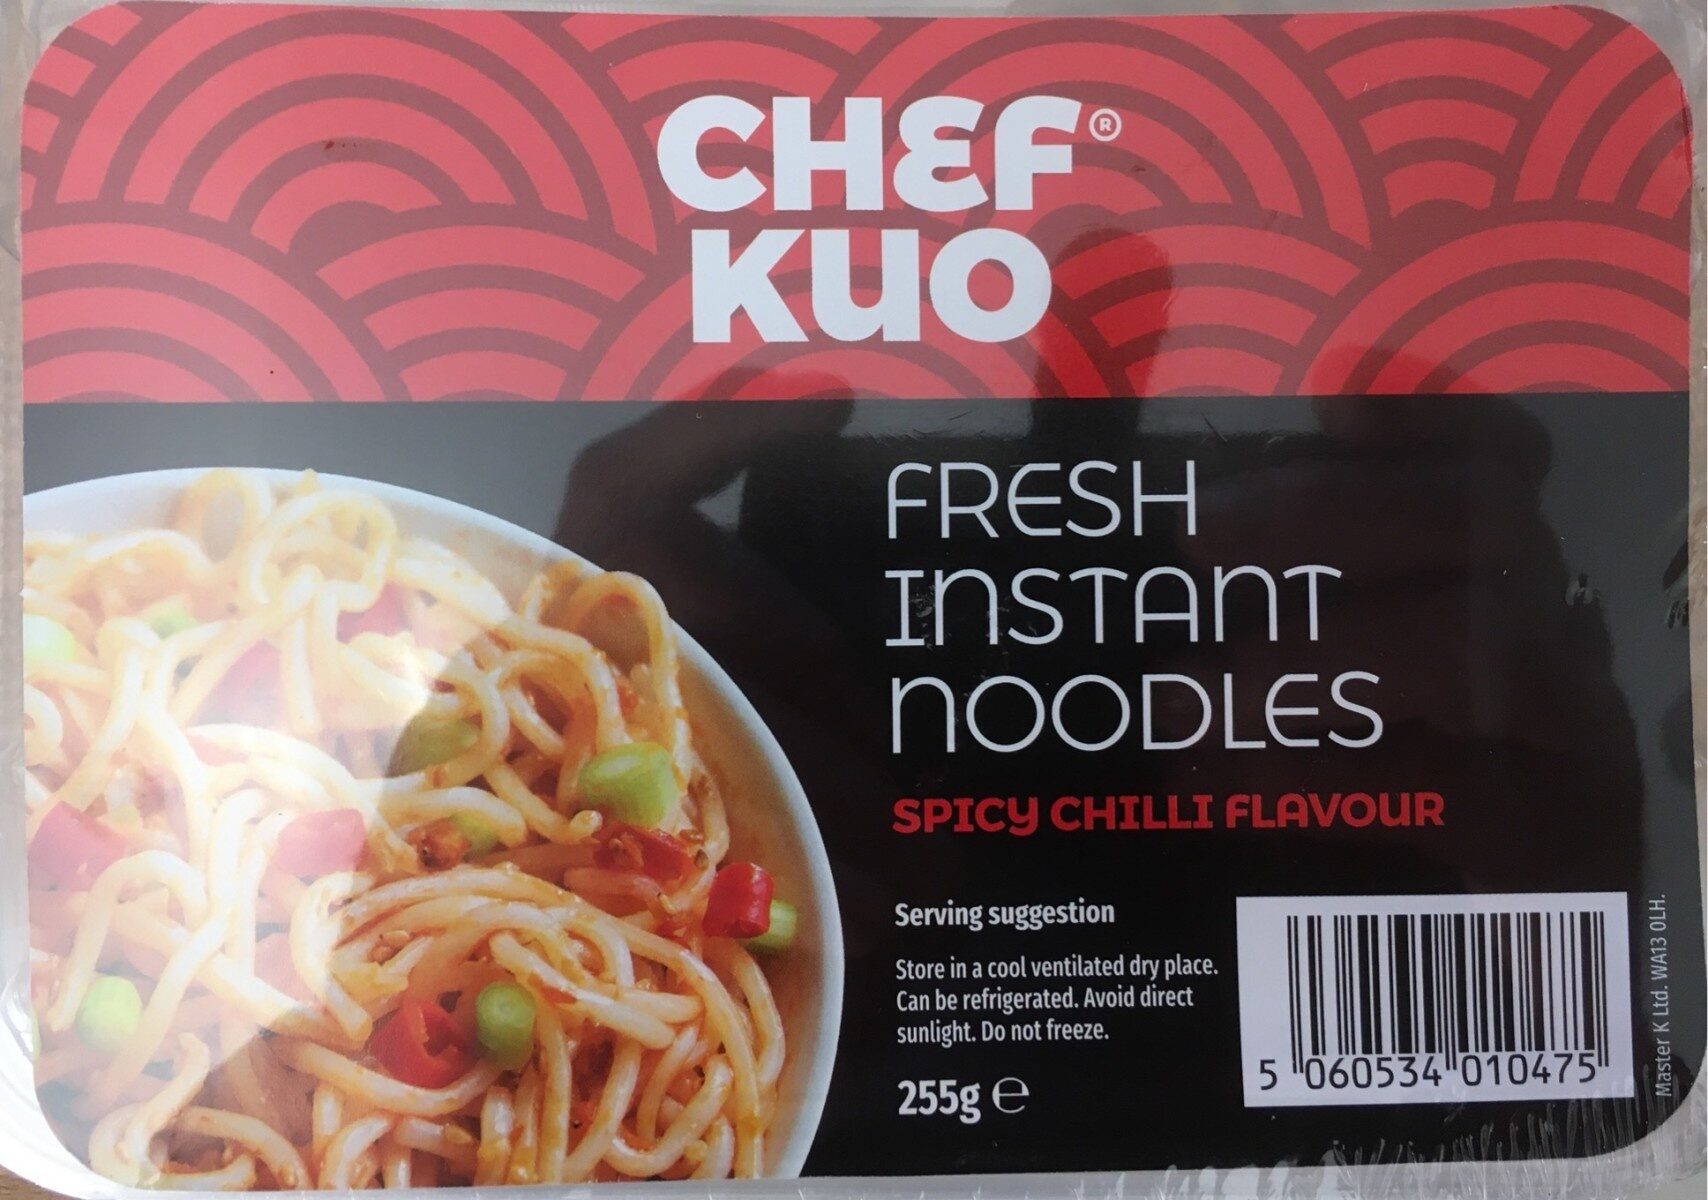 CHEF®
KUO
FRESH
INSTANT
NOODLES
SPICY CHILLI FLAVOUR
Serving suggestion
Store in a cool ventilated dry place.
Can be refrigerated. Avoid direct
sunlight. Do not freeze.
255g ℮
5 060534 010475
Master K Ltd. WA13 0LH.